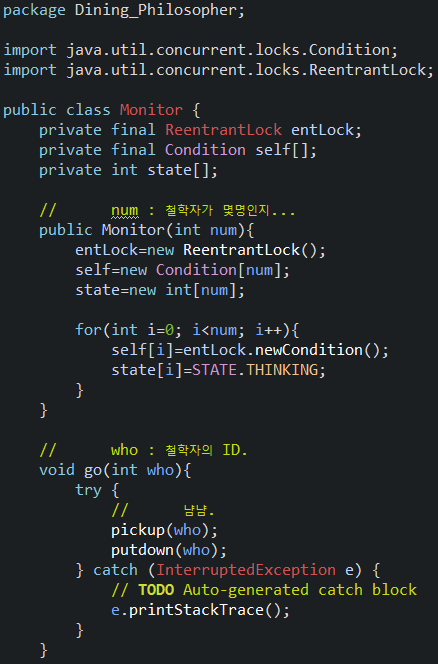 package Dining_Philosopher;
import java.util.concurrent.locks.Condition;
import java.util.concurrent.locks.ReentrantLock;
public class Monitor {
private final ReentrantLock entLock;
private final Condition self[];
private int state[];
// num : 철학자가 몇명인지...
public Monitor(int num){
entLock=new ReentrantLock();
self=new Condition[num];
state=new int[num];
for(int i=0; i<num; i++){
self[i]=entLock.newCondition();
state[i]=STATE.THINKING;
}
}
// who : 철학자의 ID.
void go(int who){
try {
// 냠냠.
pickup(who);
putdown(who);
} catch (InterruptedException e) {
// TODO Auto-generated catch block
e.printStackTrace();
}
}